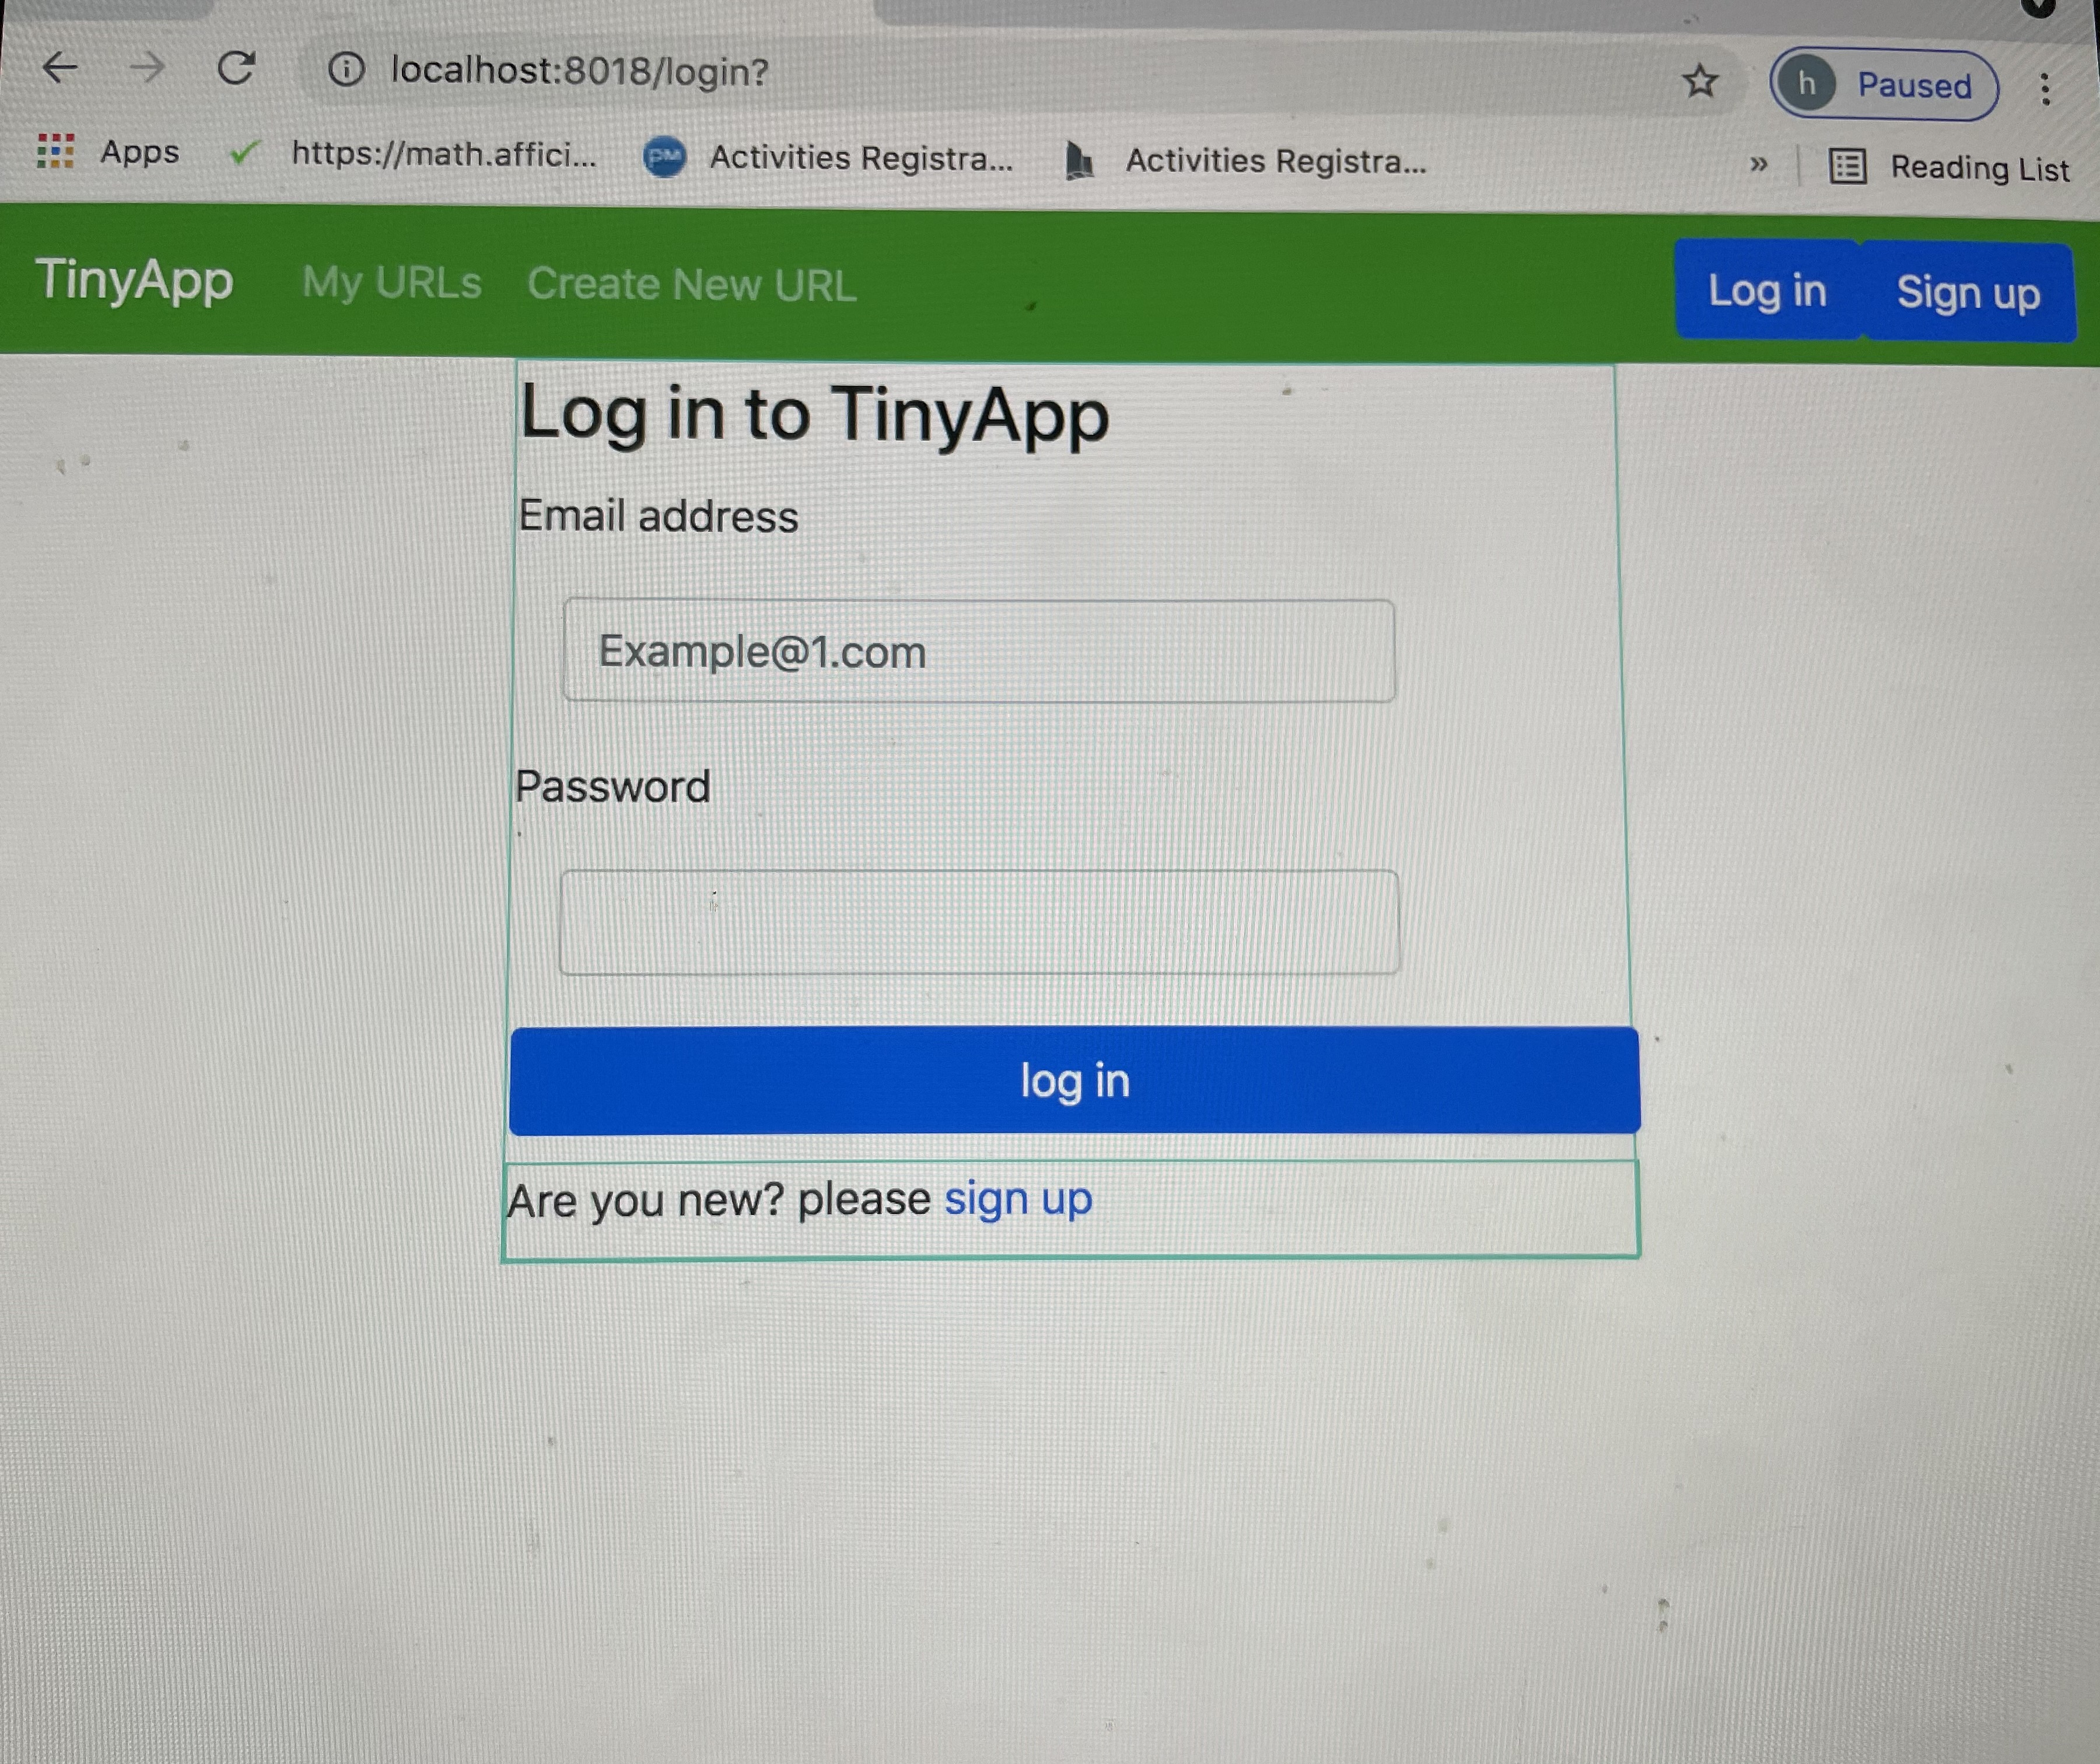 localhost:8018/login?
h Paused
Apps https://math.affici... PM Activities Registra... Activities Registra... » Reading List
TinyApp My URLs Create New URL Log in Sign up
Log in to TinyApp
Email address
Example@1.com
Password
log in
Are you new? please sign up